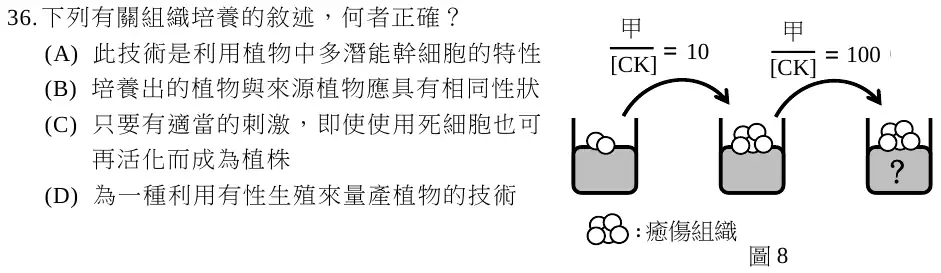 36. 下列有關組織培養的敘述，何者正確？
(A) 此技術是利用植物中多潛能幹細胞的特性
(B) 培養出的植物與來源植物應具有相同性狀
(C) 只要有適當的刺激，即使使用死細胞也可
再活化而成為植株
(D) 為一種利用有性生殖來量產植物的技術
甲
[CK] = 10
甲
[CK] = 100
?
：癒傷組織
圖 8